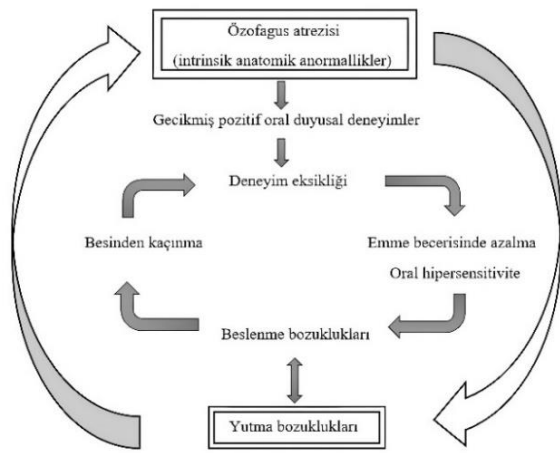 Özofagus atrezisi
(intrinsik anatomik anormallikler)
Gecikmiş pozitif oral duyusal deneyimler
Deneyim eksikliği
Besinden kaçınma
Emme becerisinde azalma
Oral hipersensitivite
Beslenme bozuklukları
Yutma bozuklukları